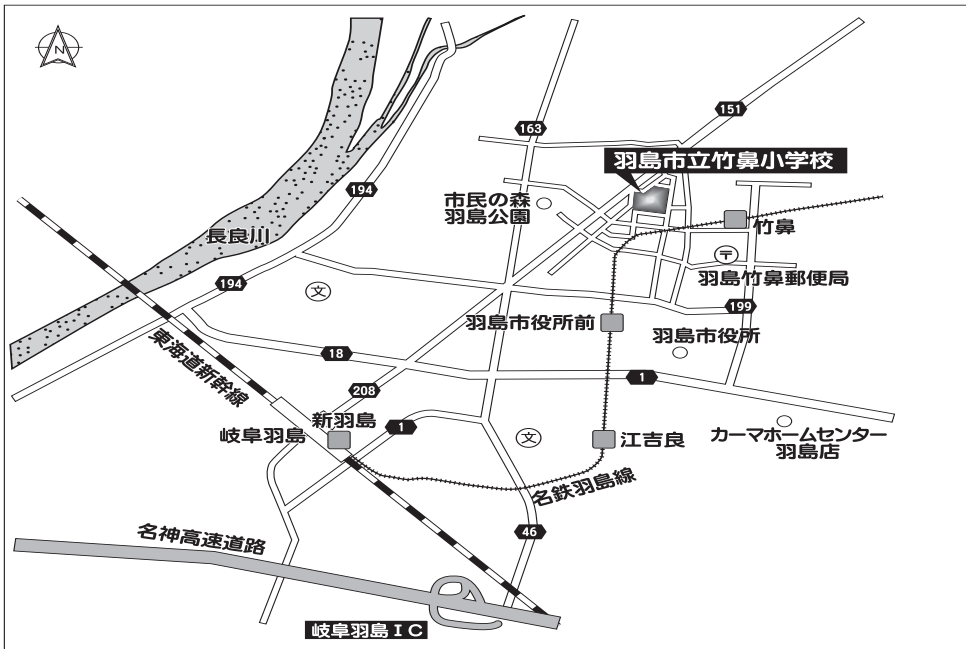 N
151
163
羽島市立竹鼻小学校
194
市民の森
羽島公園
竹鼻
長良川
〒
羽島竹鼻郵便局
194
文
199
羽島市役所前
羽島市役所
東海道新幹線
18
1
208
新羽島
岐阜羽島
1
文
江吉良
カーマホームセンター
羽島店
名鉄羽島線
46
名神高速道路
岐阜羽島IC